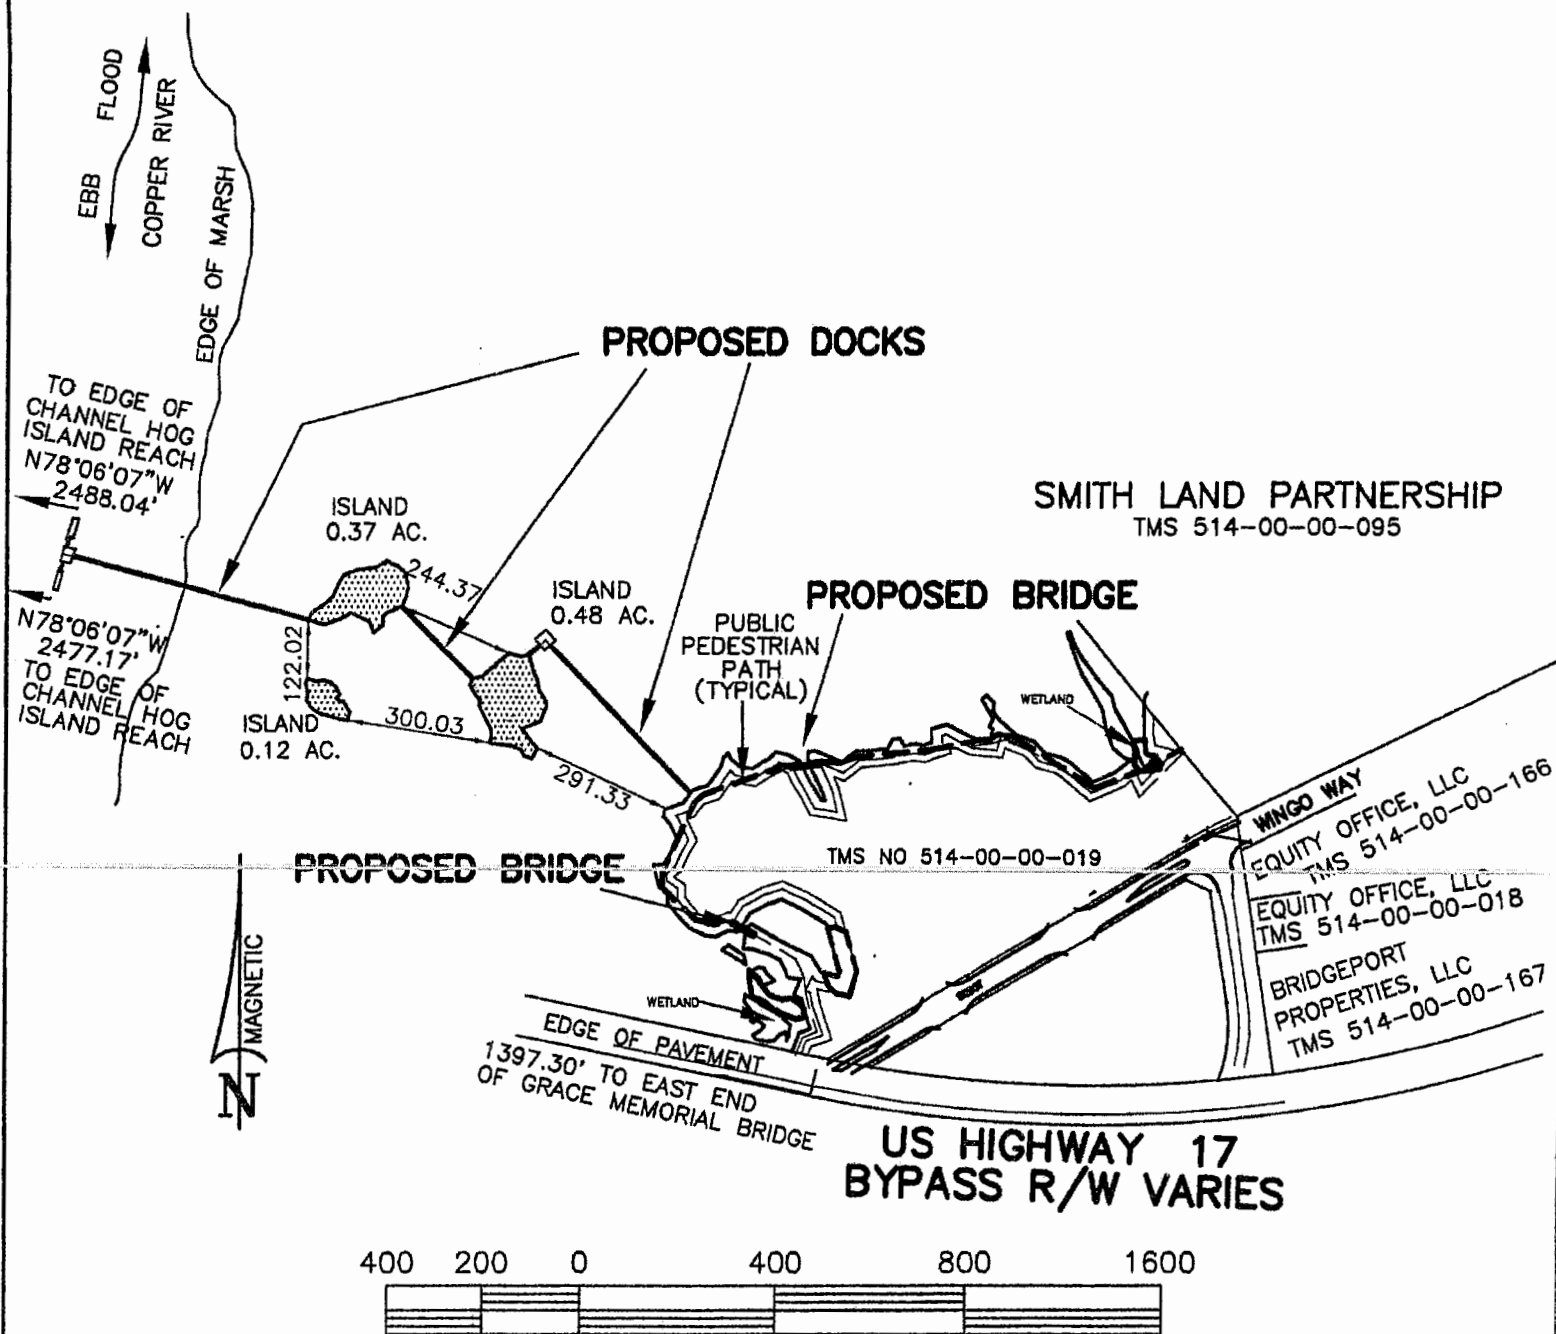 FLOOD
EBB
COPPER RIVER
EDGE OF MARSH
PROPOSED DOCKS
TO EDGE OF
CHANNEL HOG
ISLAND REACH
N78°06'07"W
2488.04'
ISLAND
0.37 AC.
244.37
ISLAND
0.48 AC.
SMITH LAND PARTNERSHIP
TMS 514-00-00-095
PROPOSED BRIDGE
PUBLIC
PEDESTRIAN
PATH
(TYPICAL)
N78°06'07"W
2477.17'
TO EDGE OF
CHANNEL HOG
ISLAND REACH
122.02
ISLAND
0.12 AC.
300.03
291.33
WETLAND
WINGO WAY
EQUITY OFFICE, LLC
TMS 514-00-00-166
EQUITY OFFICE, LLC
TMS 514-00-00-018
BRIDGEPORT
PROPERTIES, LLC
TMS 514-00-00-167
TMS NO 514-00-00-019
PROPOSED BRIDGE
MAGNETIC
N
WETLAND
EDGE OF PAVEMENT
1397.30' TO EAST END
OF GRACE MEMORIAL BRIDGE
US HIGHWAY 17
BYPASS R/W VARIES
400 200 0 400 800 1600